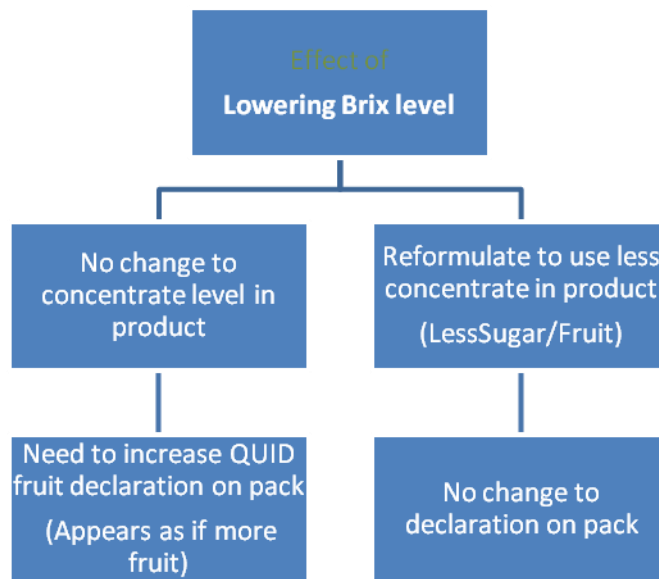 Effect of
Lowering Brix level
No change to
concentrate level in
product
Reformulate to use less
concentrate in product
(LessSugar/Fruit)
Need to increase QUID
fruit declaration on pack
(Appears as if more
fruit)
No change to
declaration on pack